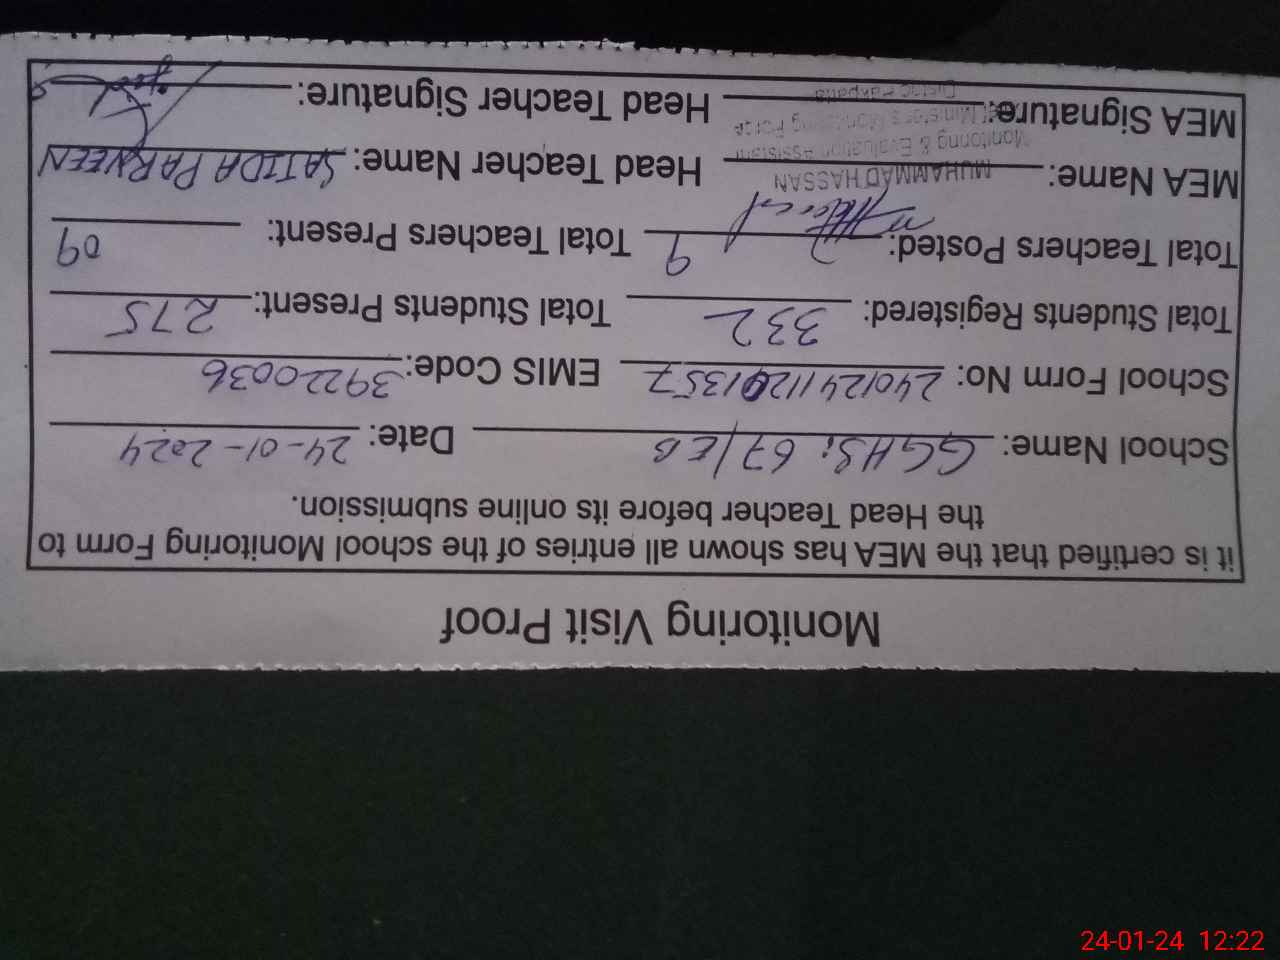 Monitoring Visit Proof
it is certified that the MEA has shown all entries of the school Monitoring Form to
the Head Teacher before its online submission.
School Name: GGHS, 67/EB Date: 24-01-2024
School Form No: EMIS Code: 39220036
Total Students Registered: 332 Total Students Present: 275
Total Teachers Posted: 9 Total Teachers Present: 09
MEA Name: MUHAMMAD HASSAN Head Teacher Name: SAJIDA PARVEEN
Monitoring & Evaluation Assistant
Monitoring Force
MEA Signature: Head Teacher Signature:
24-01-24 12:22